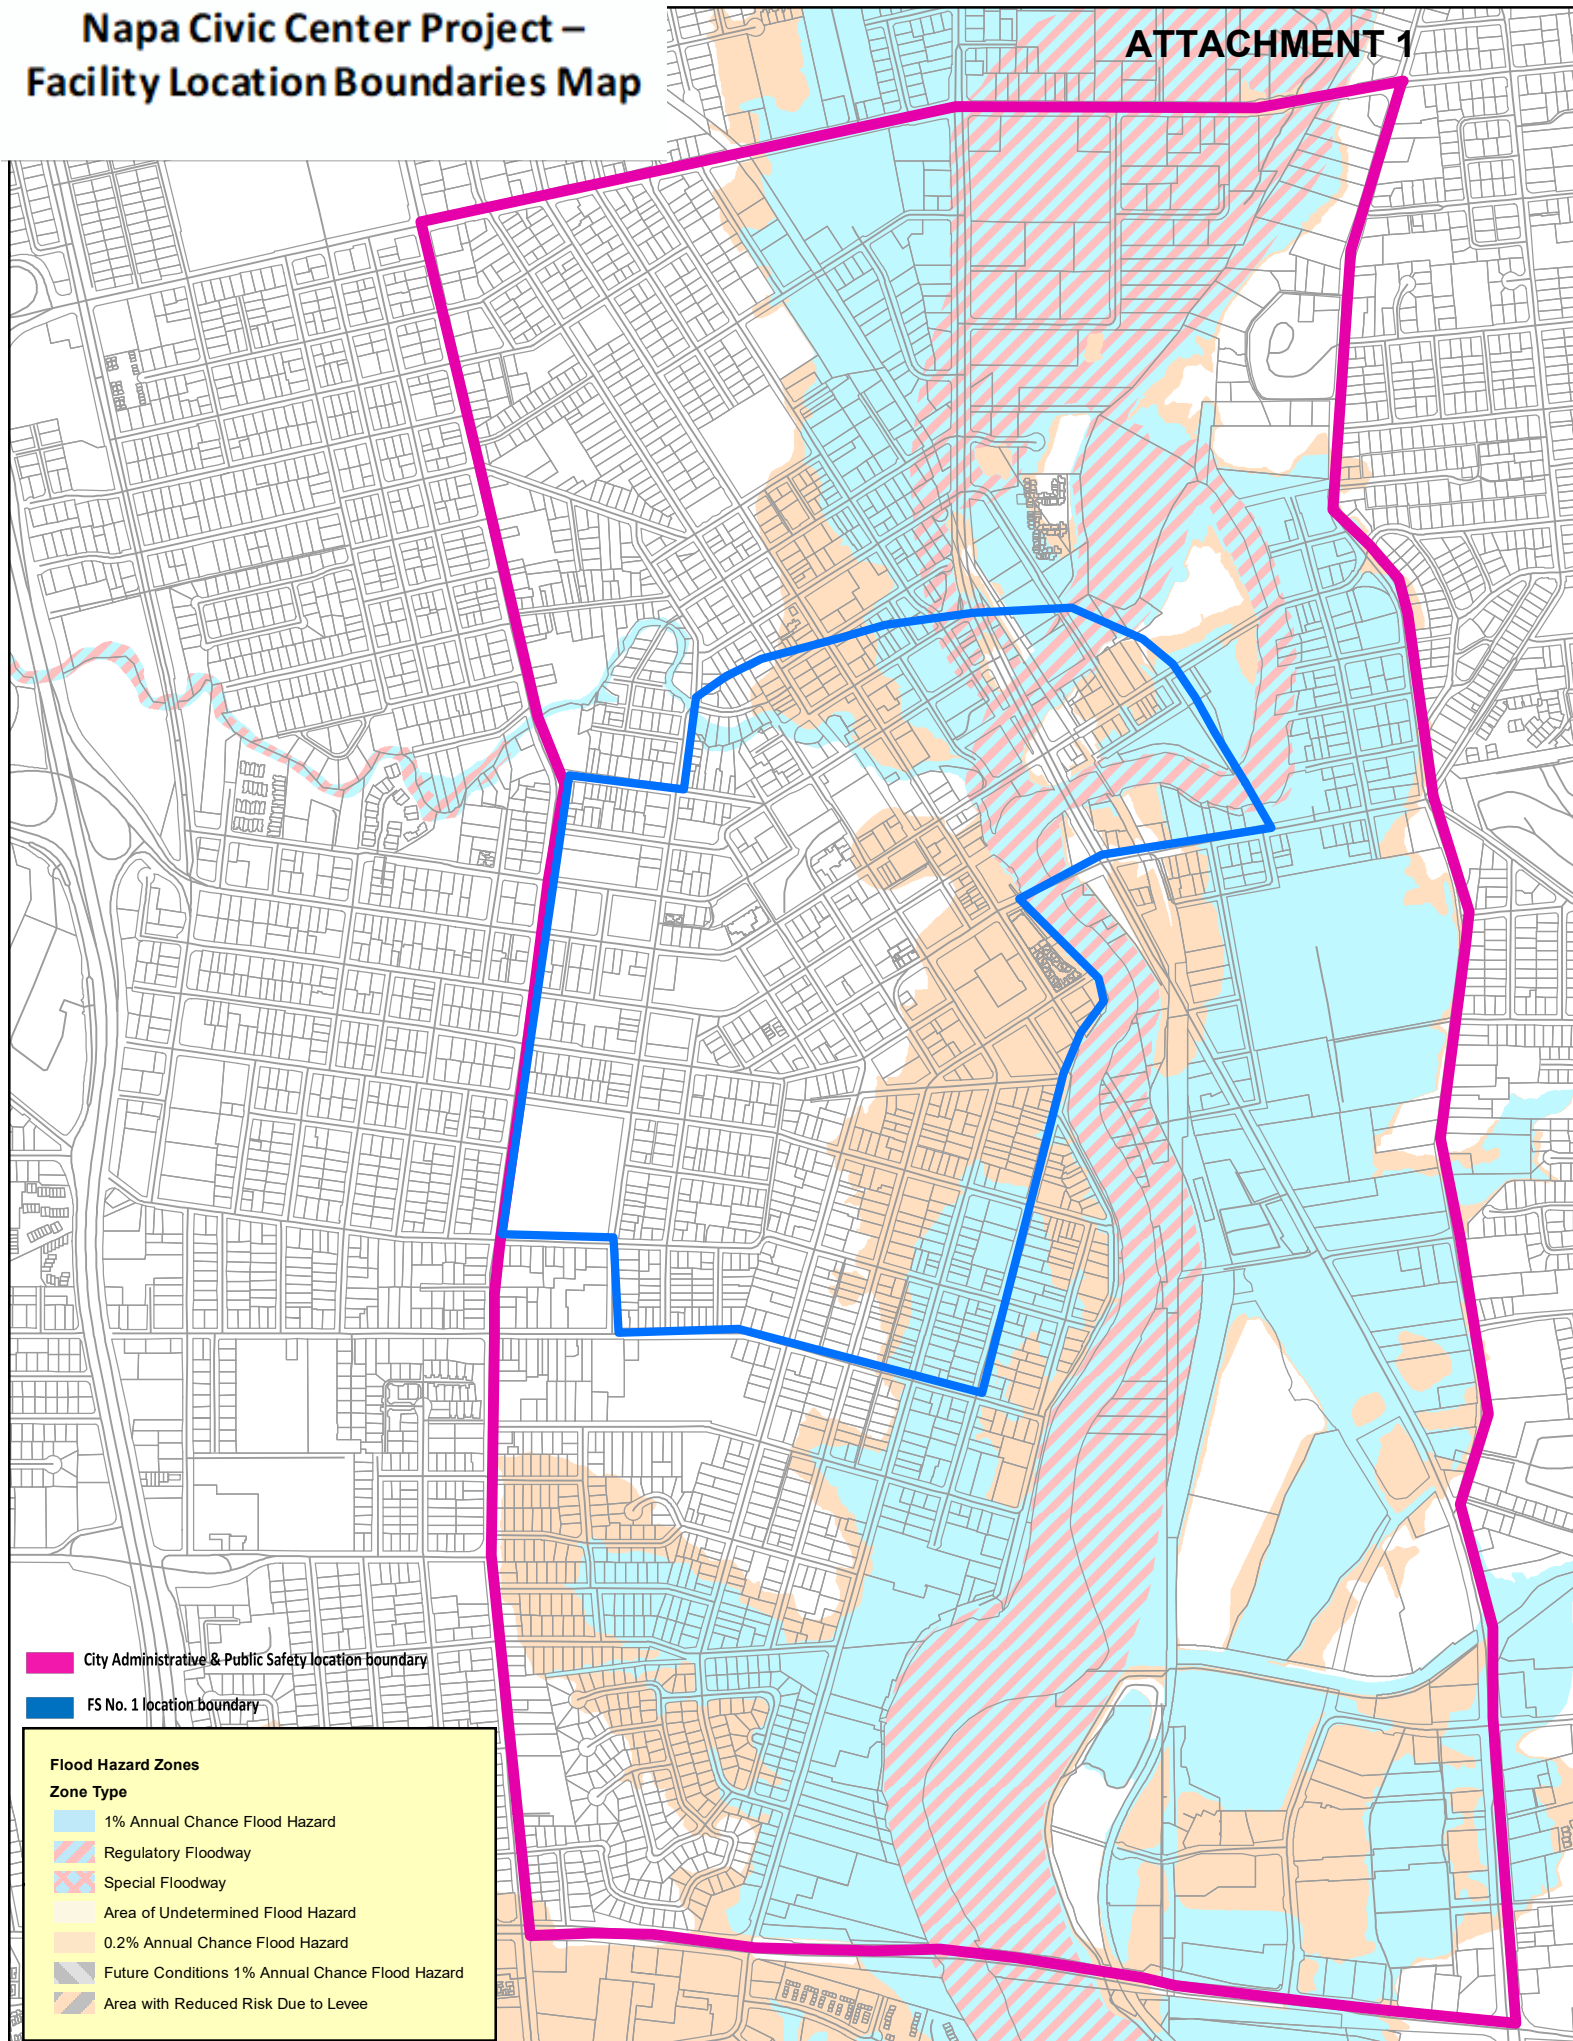 Napa Civic Center Project –
Facility Location Boundaries Map
ATTACHMENT 1
City Administrative & Public Safety location boundary
FS No. 1 location boundary
Flood Hazard Zones
Zone Type
1% Annual Chance Flood Hazard
Regulatory Floodway
Special Floodway
Area of Undetermined Flood Hazard
0.2% Annual Chance Flood Hazard
Future Conditions 1% Annual Chance Flood Hazard
Area with Reduced Risk Due to Levee